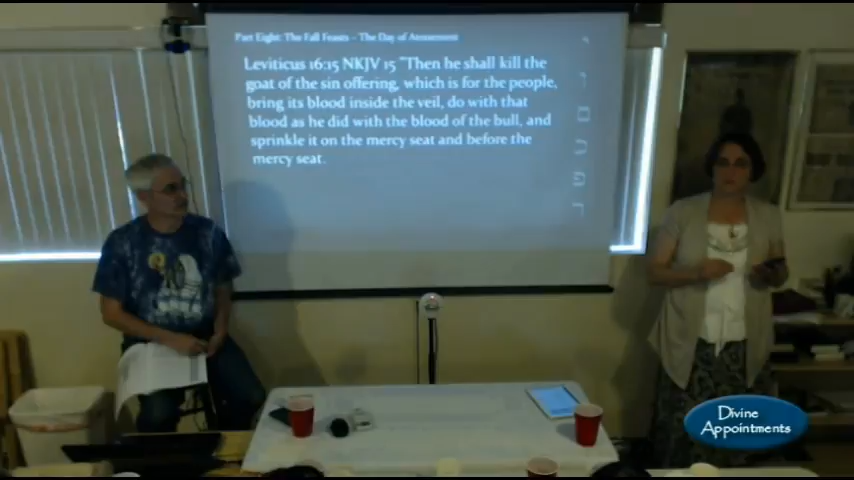 Part Eight: The Fall Feasts – The Day of Atonement
Leviticus 16:15 NKJV 15 "Then he shall kill the
goat of the sin offering, which is for the people,
bring its blood inside the veil, do with that
blood as he did with the blood of the bull, and
sprinkle it on the mercy seat and before the
mercy seat.
Divine
Appointments